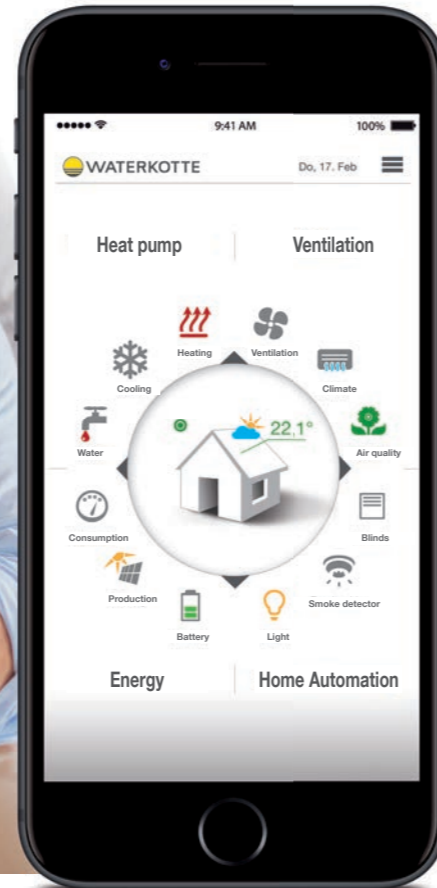 9:41 AM
100%
WATERKOTTE
Do, 17. Feb
Heat pump
Ventilation
Heating
Ventilation
Cooling
Climate
22,1°
Water
Air quality
Consumption
Blinds
Production
Smoke detector
Battery
Light
Energy
Home Automation